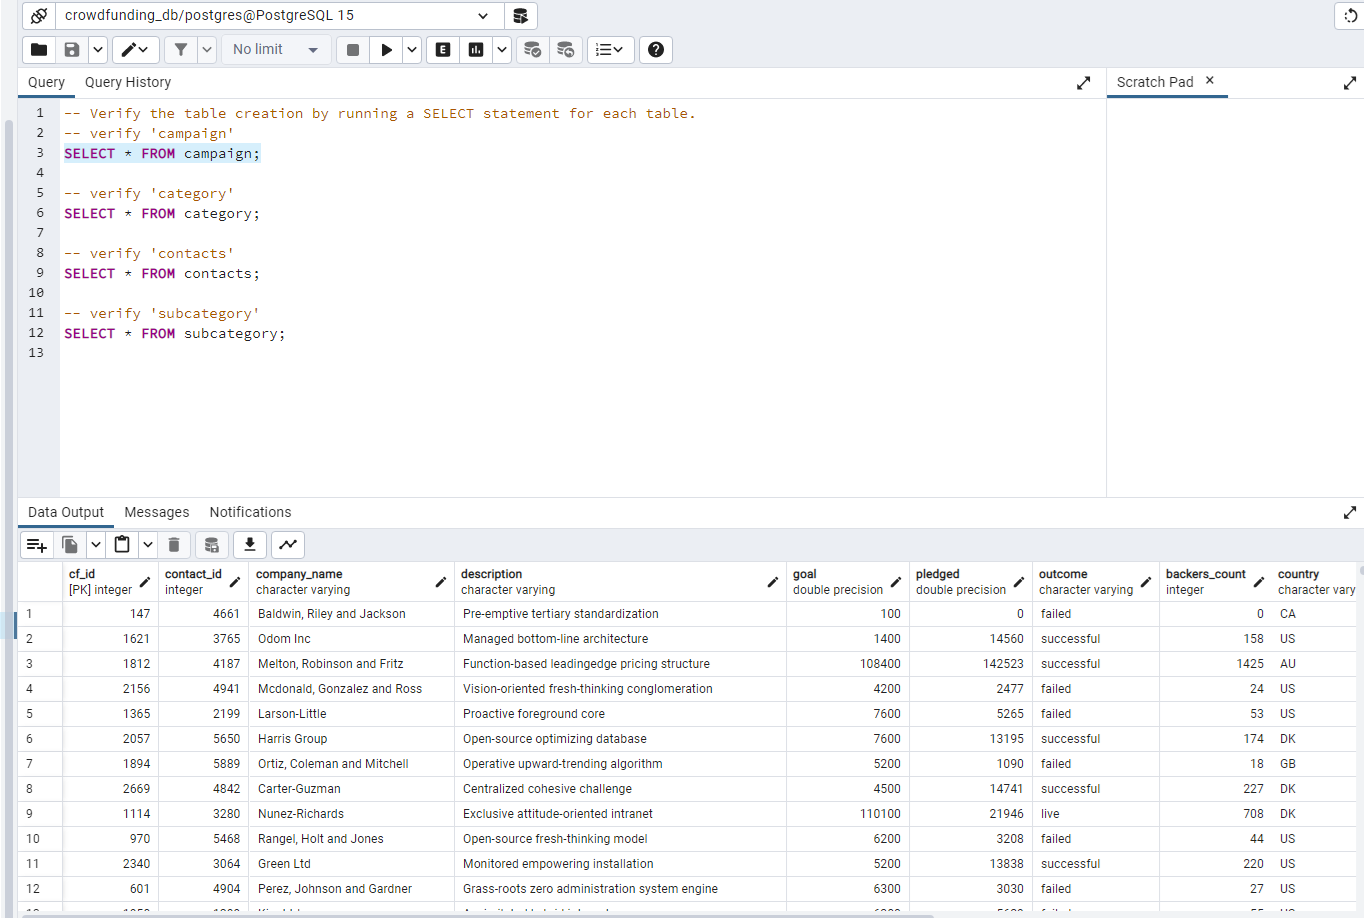 crowdfunding_db/postgres@PostgreSQL 15
No limit
E
Query Query History
Scratch Pad ×
1 -- Verify the table creation by running a SELECT statement for each table.
2 -- verify 'campaign'
3 SELECT * FROM campaign;
4
5 -- verify 'category'
6 SELECT * FROM category;
7
8 -- verify 'contacts'
9 SELECT * FROM contacts;
10
11 -- verify 'subcategory'
12 SELECT * FROM subcategory;
13
Data Output Messages Notifications
cf_id contact_id company_name description goal pledged outcome backers_count country
[PK] integer integer character varying character varying double precision double precision character varying integer character vary
1 147 4661 Baldwin, Riley and Jackson Pre-emptive tertiary standardization 100 0 failed 0 CA
2 1621 3765 Odom Inc Managed bottom-line architecture 1400 14560 successful 158 US
3 1812 4187 Melton, Robinson and Fritz Function-based leadingedge pricing structure 108400 142523 successful 1425 AU
4 2156 4941 Mcdonald, Gonzalez and Ross Vision-oriented fresh-thinking conglomeration 4200 2477 failed 24 US
5 1365 2199 Larson-Little Proactive foreground core 7600 5265 failed 53 US
6 2057 5650 Harris Group Open-source optimizing database 7600 13195 successful 174 DK
7 1894 5889 Ortiz, Coleman and Mitchell Operative upward-trending algorithm 5200 1090 failed 18 GB
8 2669 4842 Carter-Guzman Centralized cohesive challenge 4500 14741 successful 227 DK
9 1114 3280 Nunez-Richards Exclusive attitude-oriented intranet 110100 21946 live 708 DK
10 970 5468 Rangel, Holt and Jones Open-source fresh-thinking model 6200 3208 failed 44 US
11 2340 3064 Green Ltd Monitored empowering installation 5200 13838 successful 220 US
12 601 4904 Perez, Johnson and Gardner Grass-roots zero administration system engine 6300 3030 failed 27 US